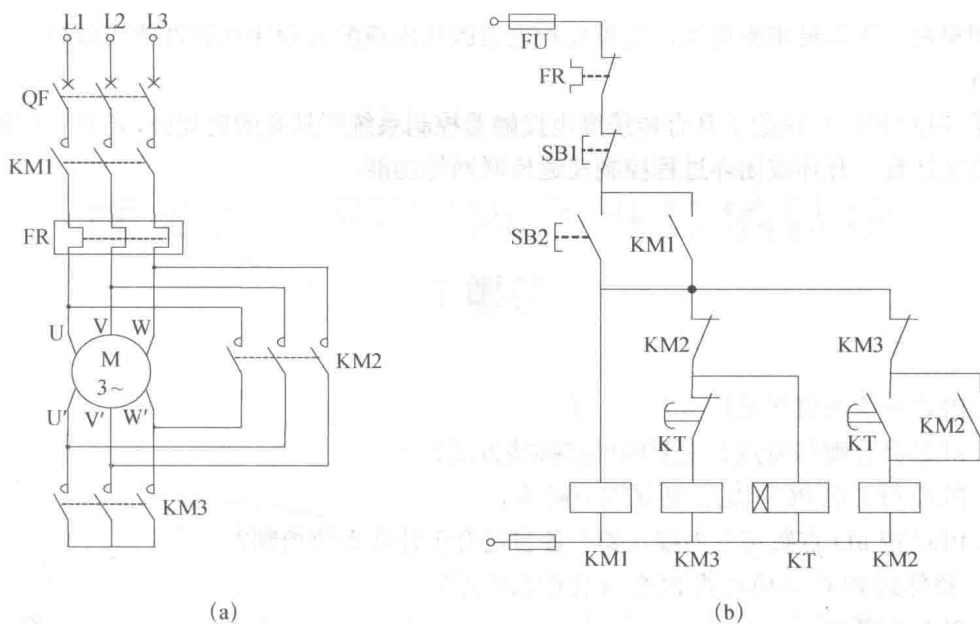 L1 L2 L3
QF
KM1
FR
U V W
M
3~
KM2
U′ V′ W′
KM3
(a)
FU
FR
SB1
SB2
KM1
KM2
KM3
KT
KT
KM2
KM1
KM3
KT
KM2
(b)